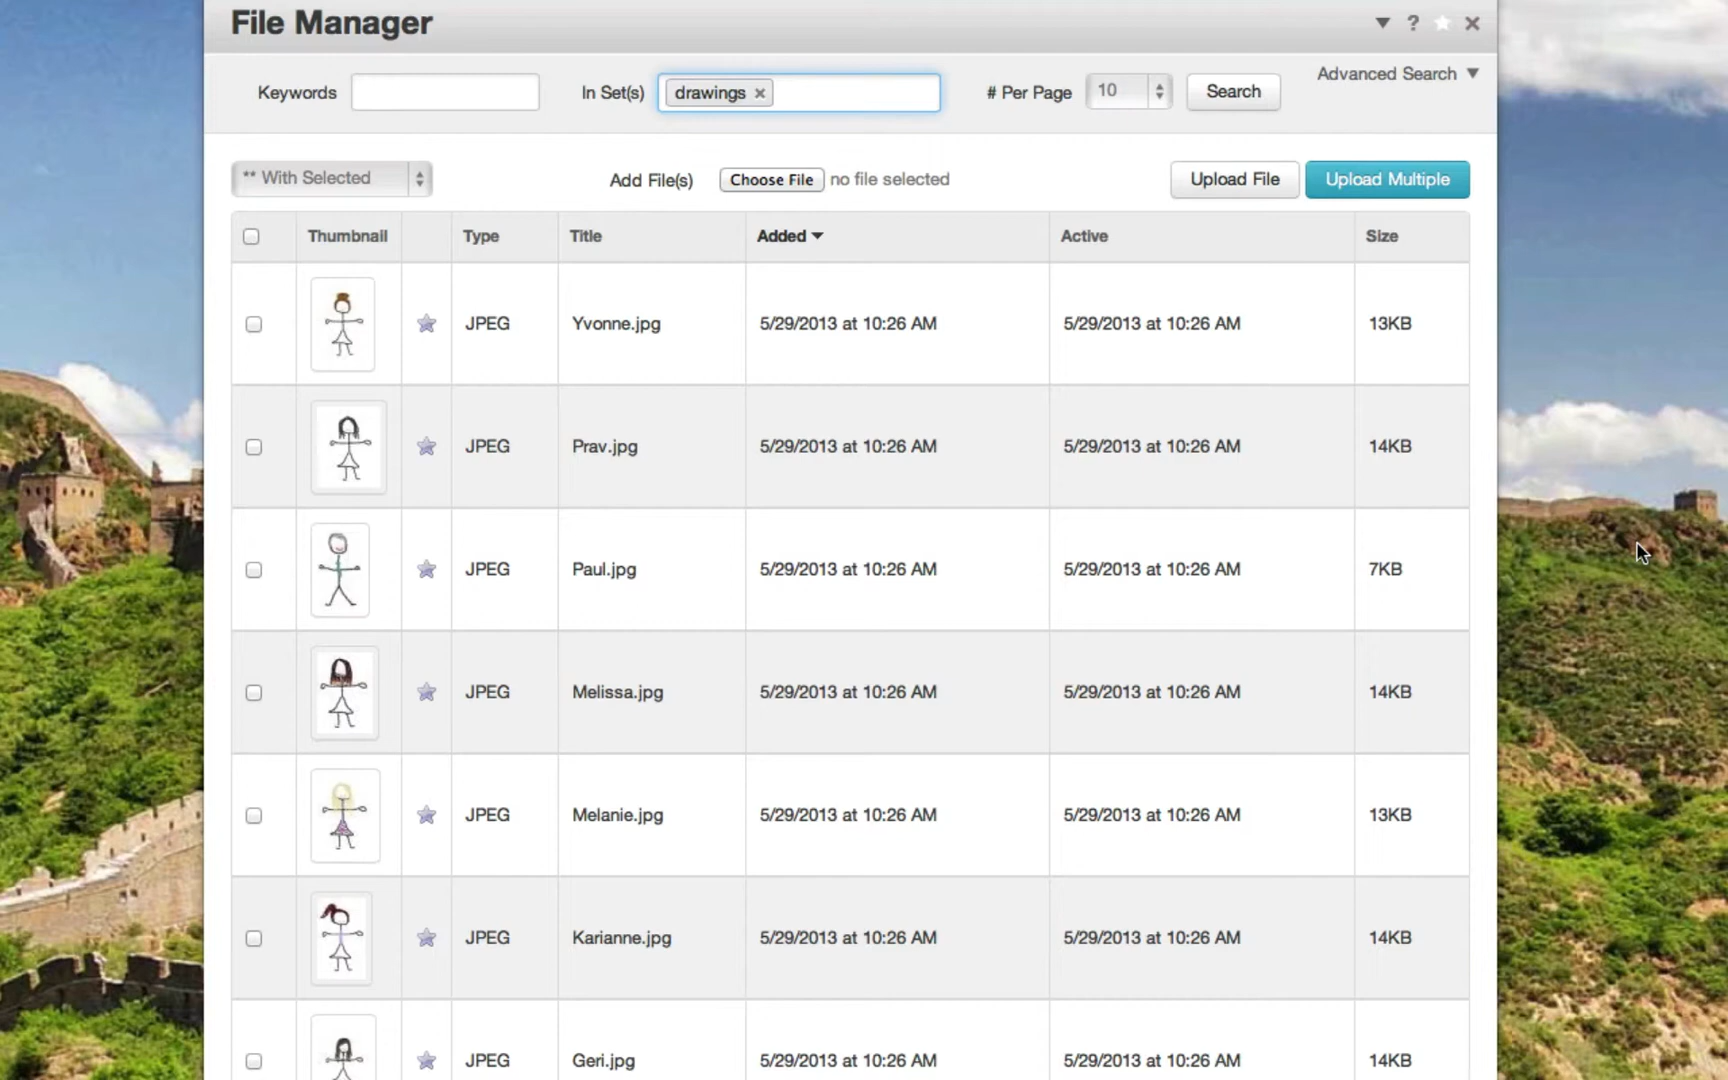 File Manager
?
Keywords
In Set(s)
drawings ×
# Per Page
10
Search
Advanced Search
** With Selected
Add File(s)
Choose File
no file selected
Upload File
Upload Multiple
Thumbnail Type Title Added Active Size
JPEG Yvonne.jpg 5/29/2013 at 10:26 AM 5/29/2013 at 10:26 AM 13KB
JPEG Prav.jpg 5/29/2013 at 10:26 AM 5/29/2013 at 10:26 AM 14KB
JPEG Paul.jpg 5/29/2013 at 10:26 AM 5/29/2013 at 10:26 AM 7KB
JPEG Melissa.jpg 5/29/2013 at 10:26 AM 5/29/2013 at 10:26 AM 14KB
JPEG Melanie.jpg 5/29/2013 at 10:26 AM 5/29/2013 at 10:26 AM 13KB
JPEG Karianne.jpg 5/29/2013 at 10:26 AM 5/29/2013 at 10:26 AM 14KB
JPEG Geri.jpg 5/29/2013 at 10:26 AM 5/29/2013 at 10:26 AM 14KB